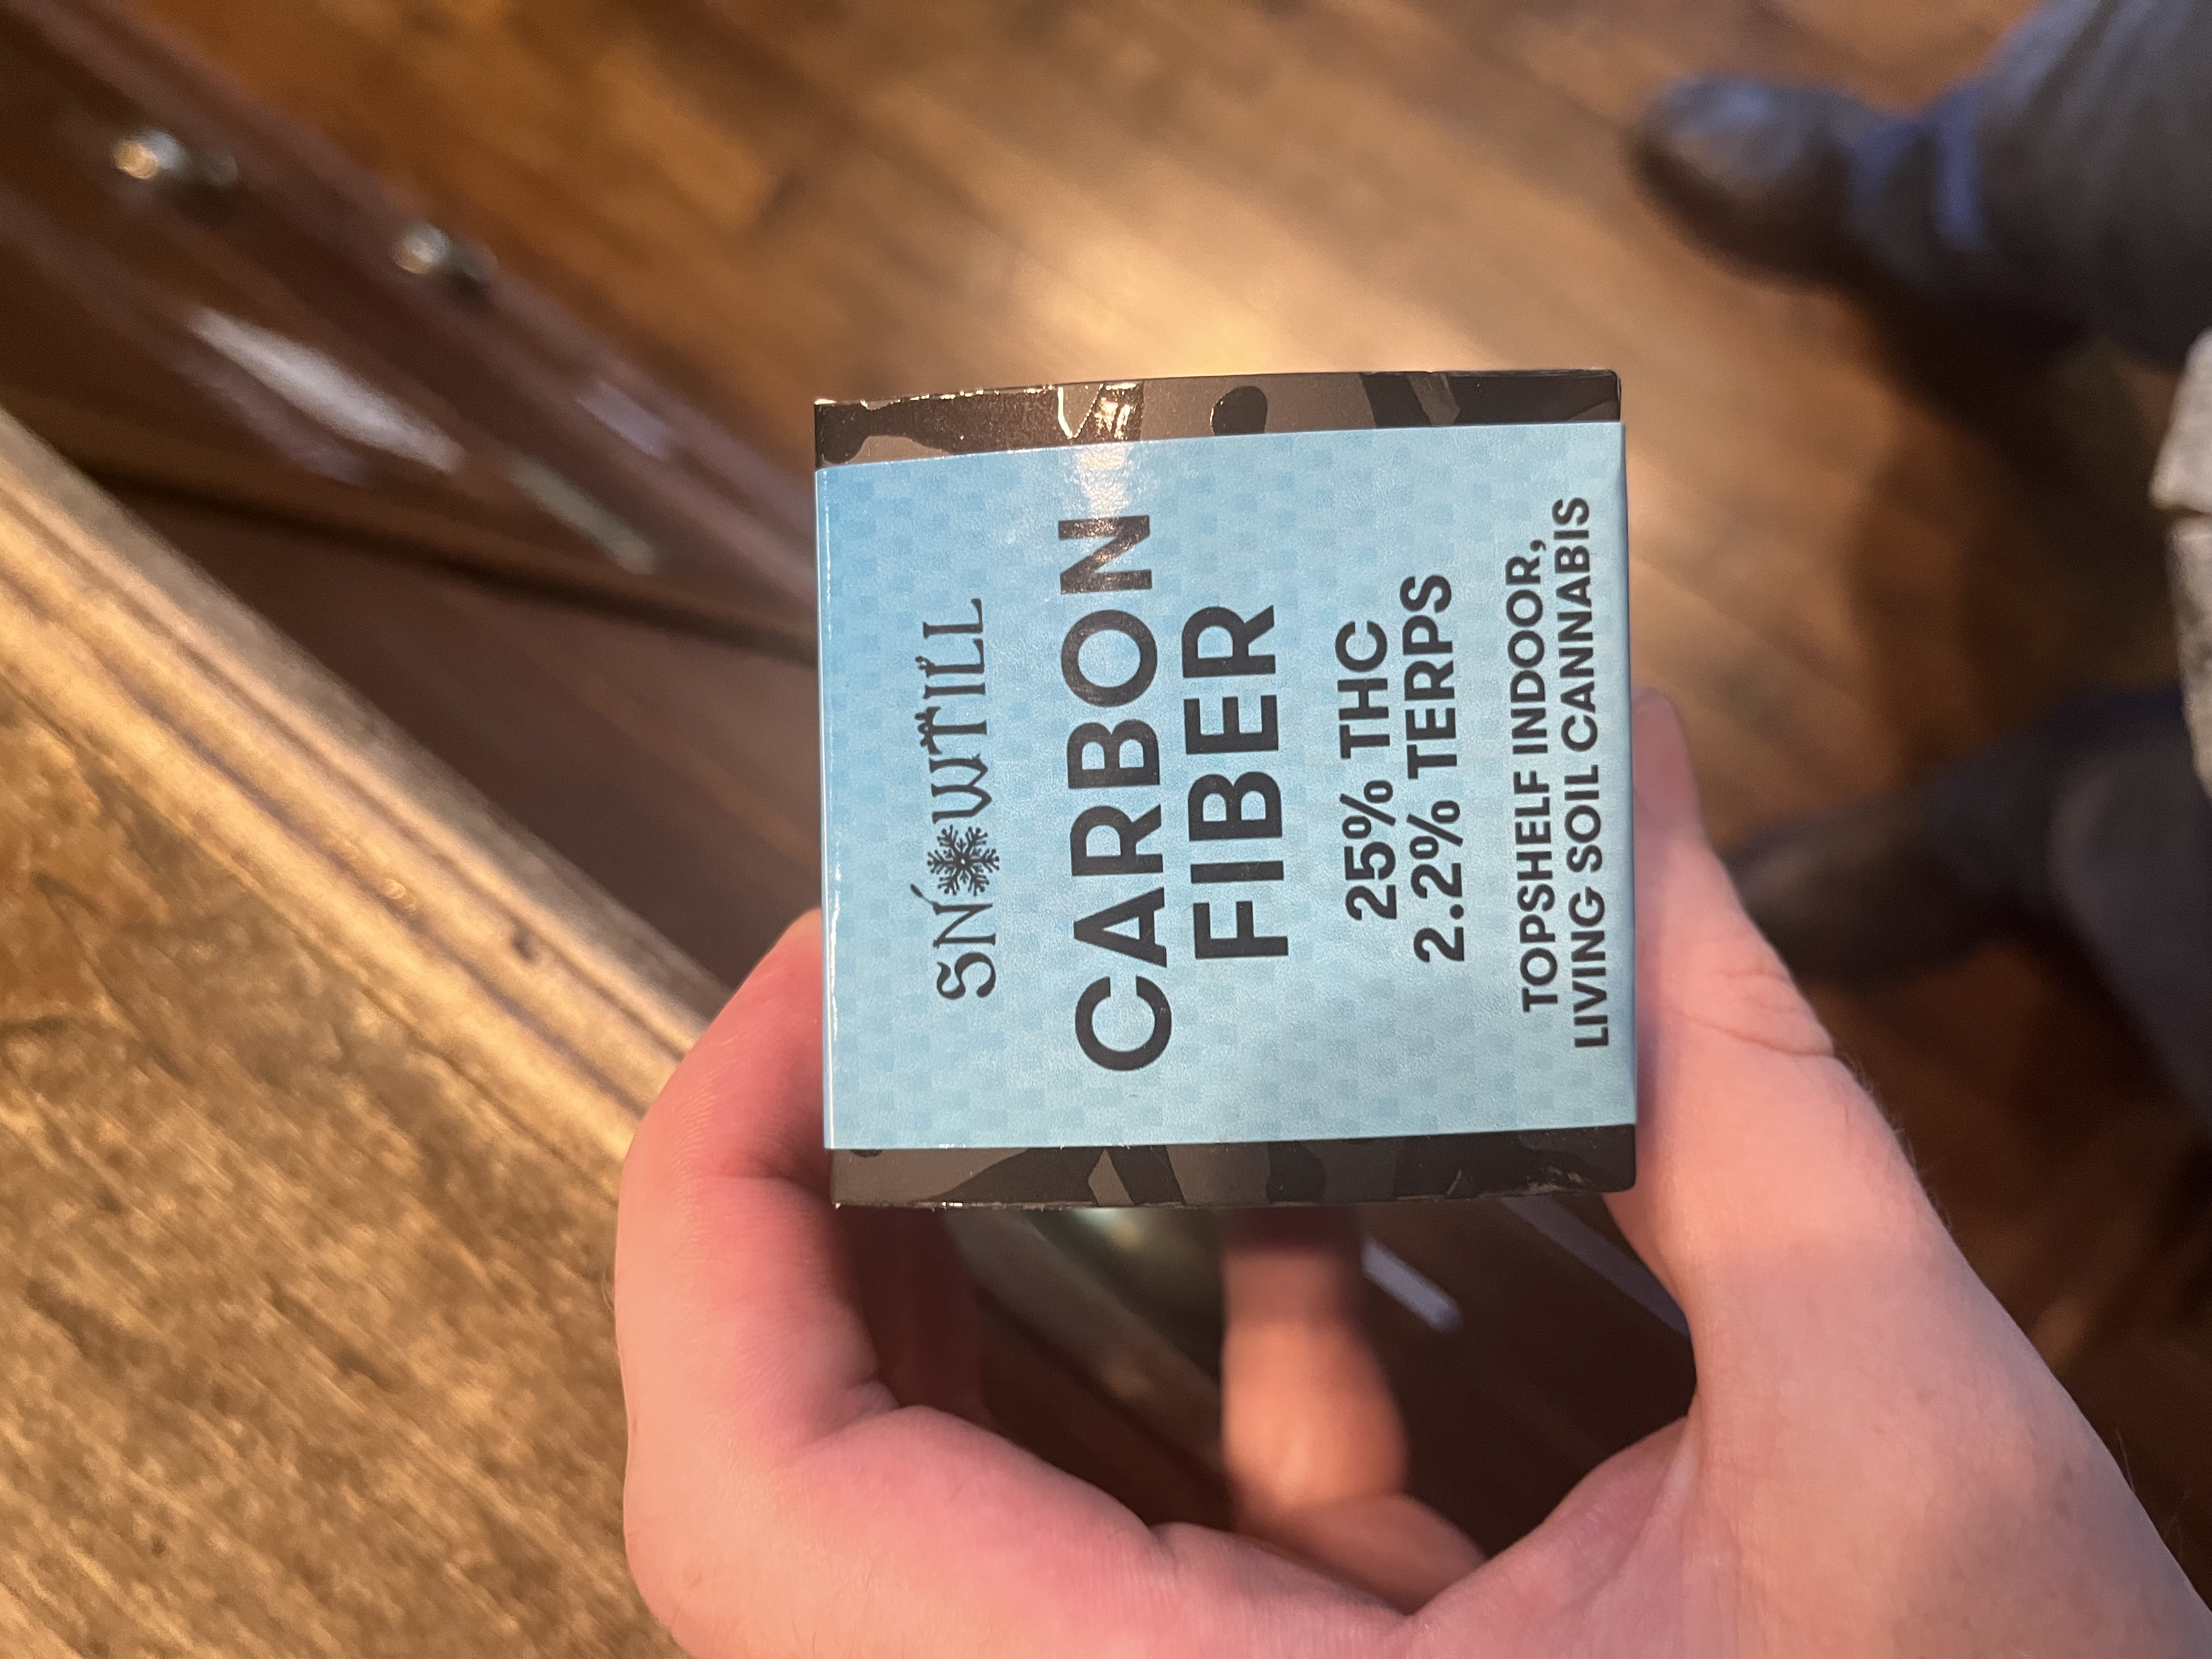 SNOWTILL
CARBON
FIBER
25% THC
2.2% TERPS
TOPSHELF INDOOR,
LIVING SOIL CANNABIS